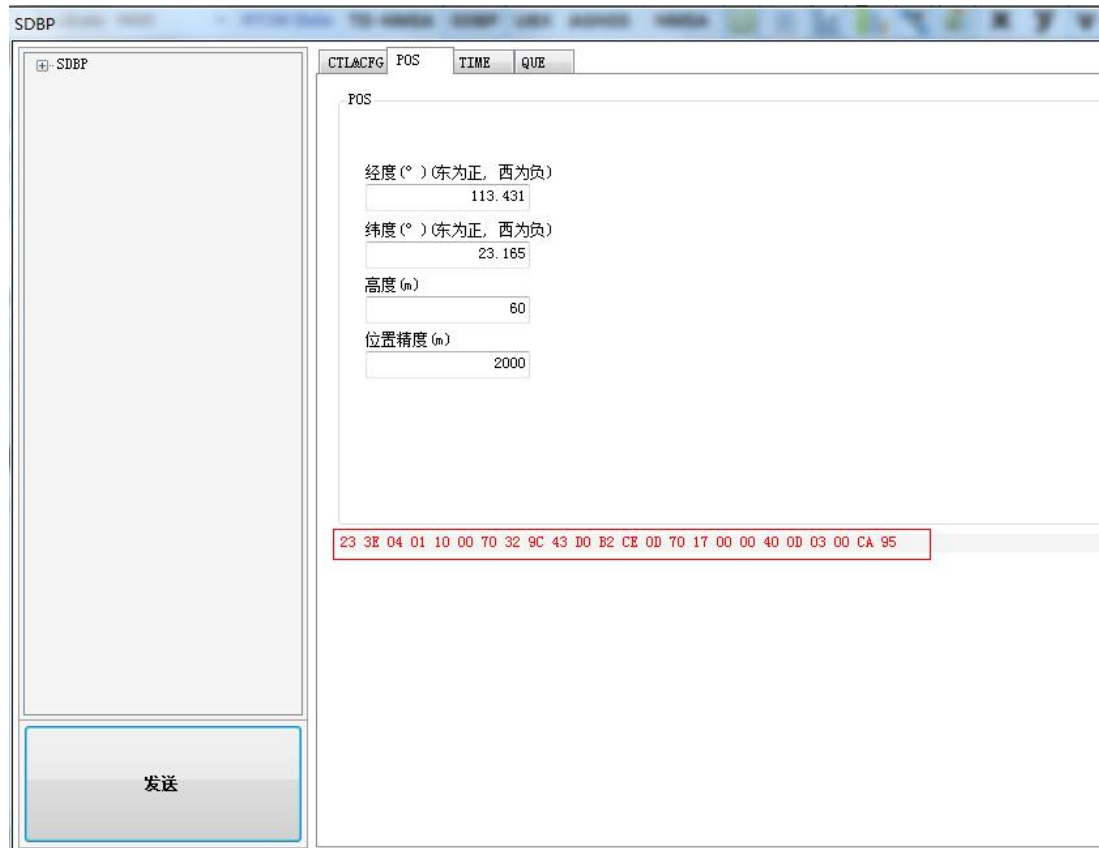 SDBP
SDBP
CTL&CFG POS TIME QUE
POS
经度(°)(东为正, 西为负)
113.431
纬度(°)(东为正, 西为负)
23.165
高度(m)
60
位置精度(m)
2000
23 3E 04 01 10 00 70 32 9C 43 D0 B2 CE 0D 70 17 00 00 40 0D 03 00 CA 95
发送